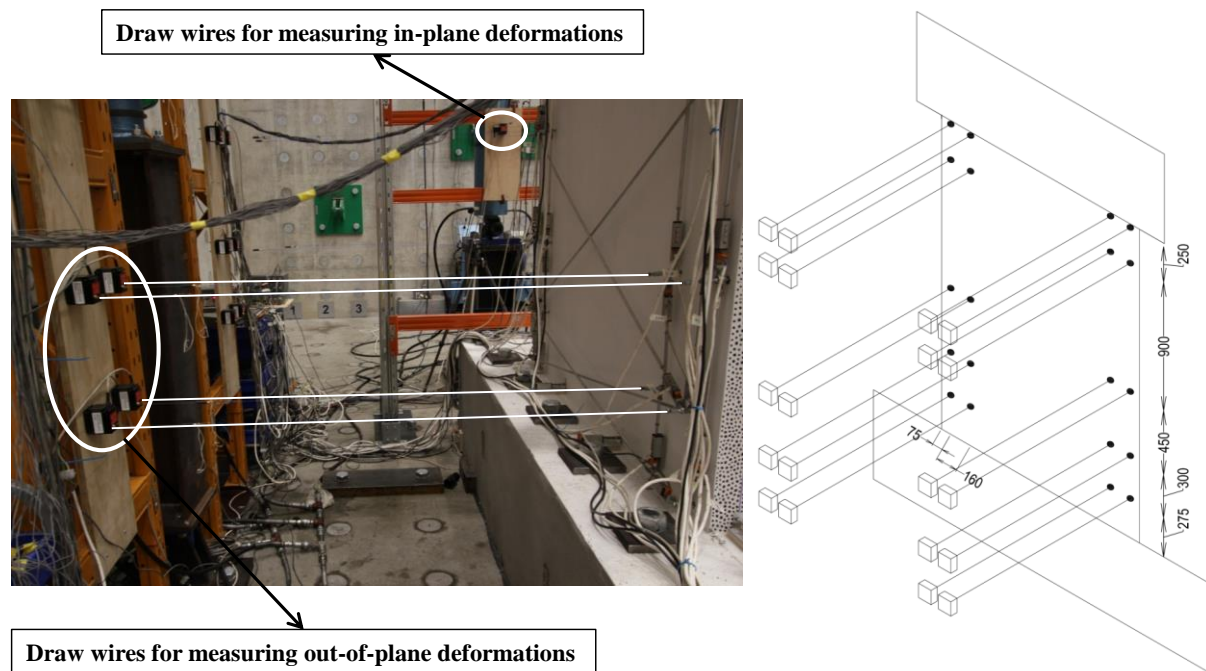 Draw wires for measuring in-plane deformations
1 2 3
Draw wires for measuring out-of-plane deformations
250
900
450
300
275
75
160